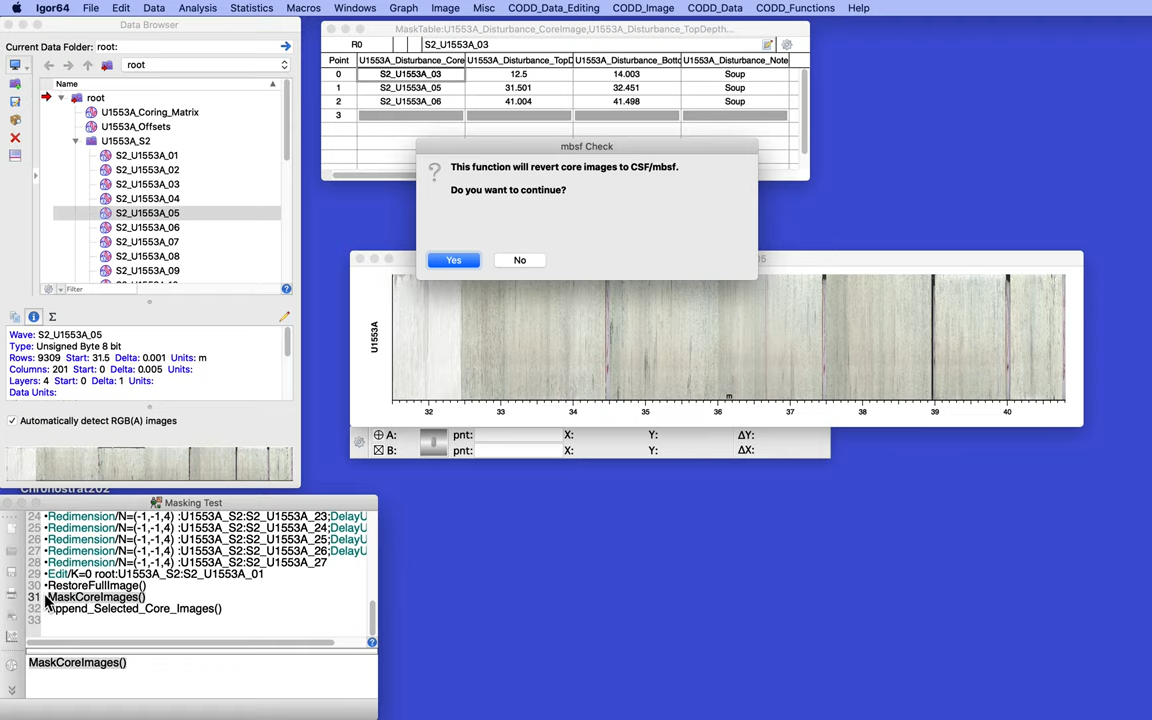 Igor64 File Edit Data Analysis Statistics Macros Windows Graph Image Misc CODD_Data_Editing CODD_Image CODD_Data CODD_Functions Help
Data Browser
Current Data Folder: root:
root
Name
root
U1553A_Coring_Matrix
U1553A_Offsets
U1553A_S2
S2_U1553A_01
S2_U1553A_02
S2_U1553A_03
S2_U1553A_04
S2_U1553A_05
S2_U1553A_06
S2_U1553A_07
S2_U1553A_08
S2_U1553A_09
Filter
Wave: S2_U1553A_05
Type: Unsigned Byte 8 bit
Rows: 9309 Start: 31.5 Delta: 0.001 Units: m
Columns: 201 Start: 0 Delta: 0.005 Units:
Layers: 4 Start: 0 Delta: 1 Units:
Data Units:
Automatically detect RGB(A) images
MaskTable:U1553A_Disturbance_CoreImage,U1553A_Disturbance_TopDepth...
R0 S2_U1553A_03
Point U1553A_Disturbance_Core U1553A_Disturbance_TopD U1553A_Disturbance_Botto U1553A_Disturbance_Note
0 S2_U1553A_03 12.5 14.003 Soup
1 S2_U1553A_05 31.501 32.451 Soup
2 S2_U1553A_06 41.004 41.498 Soup
3
mbsf Check
This function will revert core images to CSF/mbsf.
Do you want to continue?
Yes No
05
U1553A
m
32 33 34 35 36 37 38 39 40
A: pnt: X: Y: ΔY:
B: pnt: X: Y: ΔX:
Masking Test
24 •Redimension/N=(-1,-1,4) :U1553A_S2:S2_U1553A_23;DelayU
25 •Redimension/N=(-1,-1,4) :U1553A_S2:S2_U1553A_24;DelayU
26 •Redimension/N=(-1,-1,4) :U1553A_S2:S2_U1553A_25;DelayU
27 •Redimension/N=(-1,-1,4) :U1553A_S2:S2_U1553A_26;DelayU
28 •Redimension/N=(-1,-1,4) :U1553A_S2:S2_U1553A_27
29 •Edit/K=0 root:U1553A_S2:S2_U1553A_01
30 •RestoreFullImage()
31 MaskCoreImages()
32 Append_Selected_Core_Images()
33
MaskCoreImages()